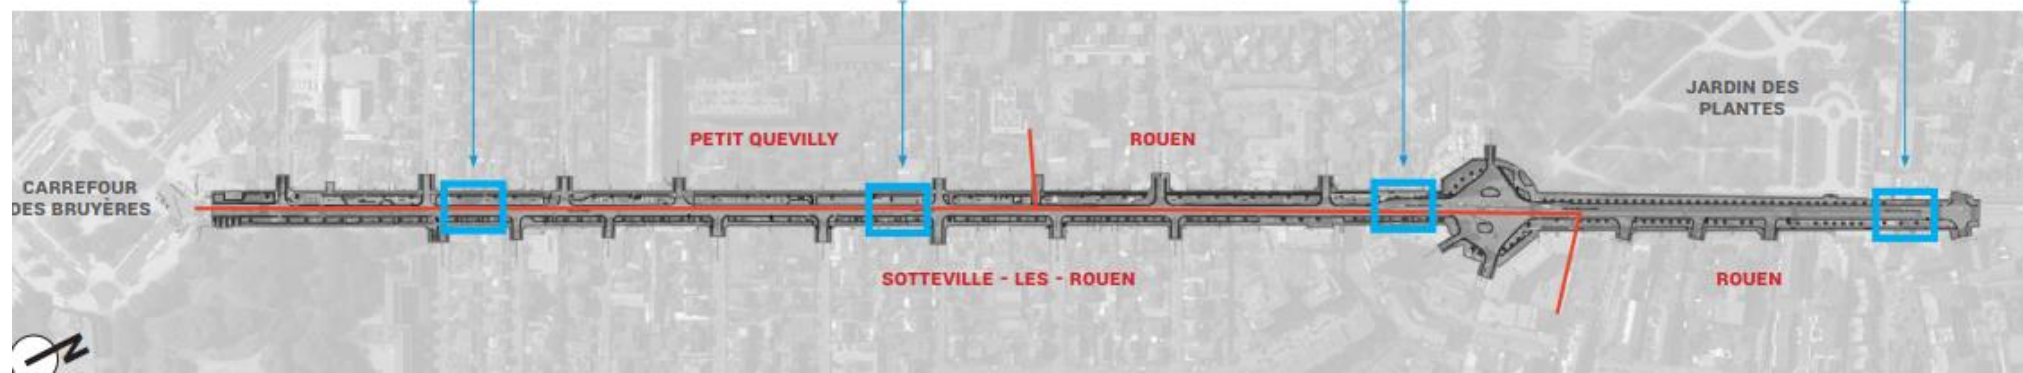 JARDIN DES
PLANTES
PETIT QUEVILLY
ROUEN
CARREFOUR
DES BRUYÈRES
SOTTEVILLE - LES - ROUEN
ROUEN
N